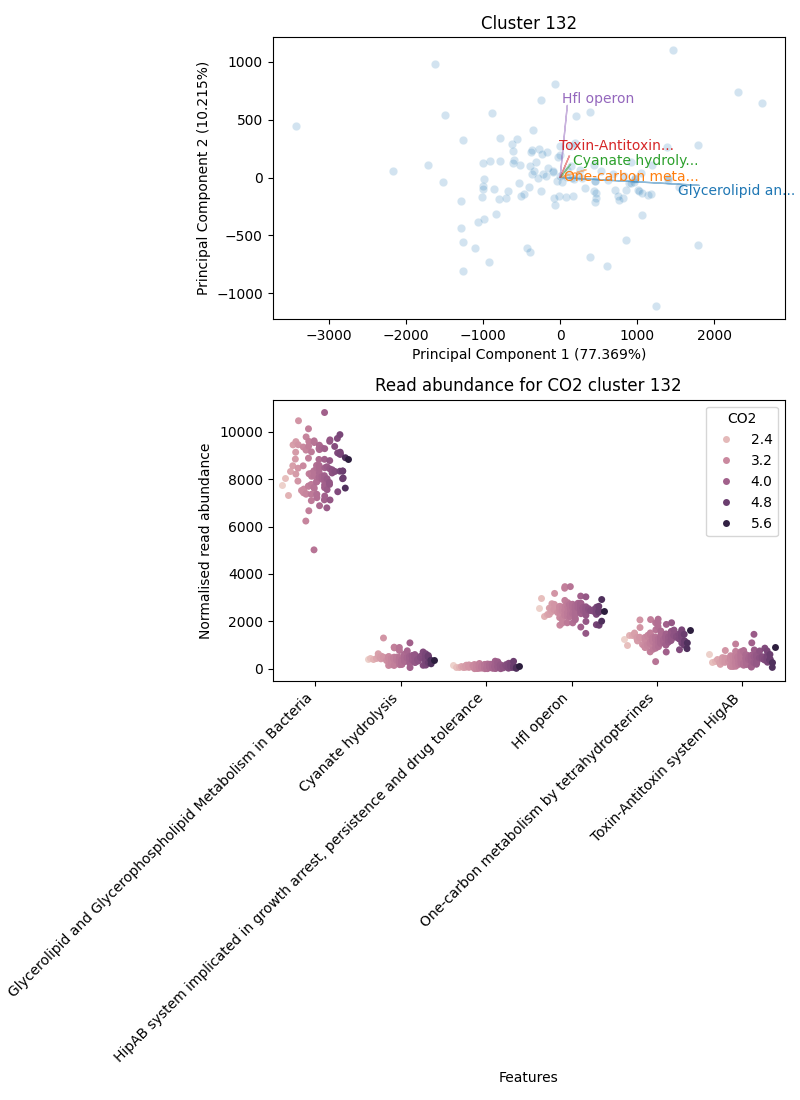 Cluster 132
Principal Component 2 (10.215%)
1000
500
0
−500
−1000
Hfl operon
Toxin-Antitoxin...
Cyanate hydroly...
One-carbon meta...
Glycerolipid an...
−3000
−2000
−1000
0
1000
2000
Principal Component 1 (77.369%)
Read abundance for CO2 cluster 132
Normalised read abundance
10000
8000
6000
4000
2000
0
CO2
2.4
3.2
4.0
4.8
5.6
Glycerolipid and Glycerophospholipid Metabolism in Bacteria
Cyanate hydrolysis
HipAB system implicated in growth arrest, persistence and drug tolerance
Hfl operon
One-carbon metabolism by tetrahydropterines
Toxin-Antitoxin system HigAB
Features